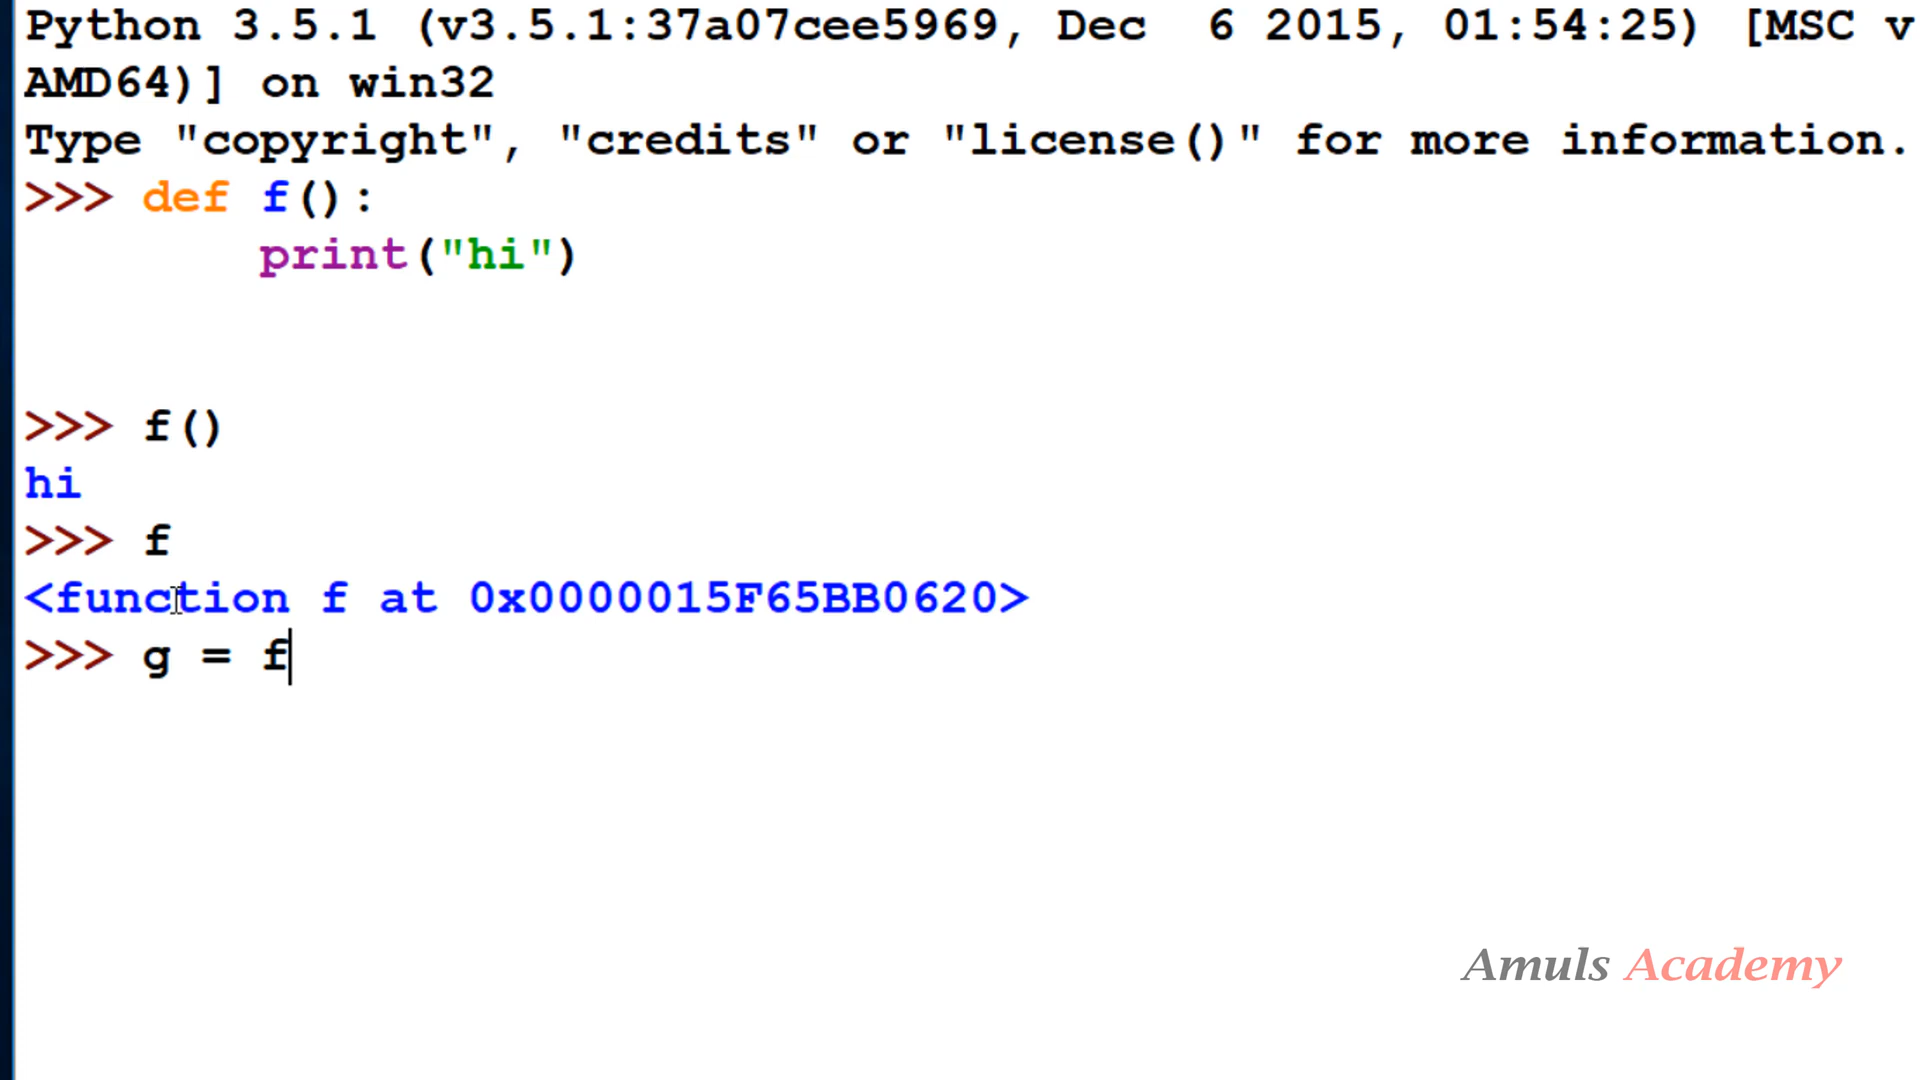 Python 3.5.1 (v3.5.1:37a07cee5969, Dec  6 2015, 01:54:25) [MSC v
AMD64)] on win32
Type "copyright", "credits" or "license()" for more information.
>>> def f():
        print("hi")
>>> f()
hi
>>> f
<function f at 0x0000015F65BB0620>
>>> g = f
Amuls Academy